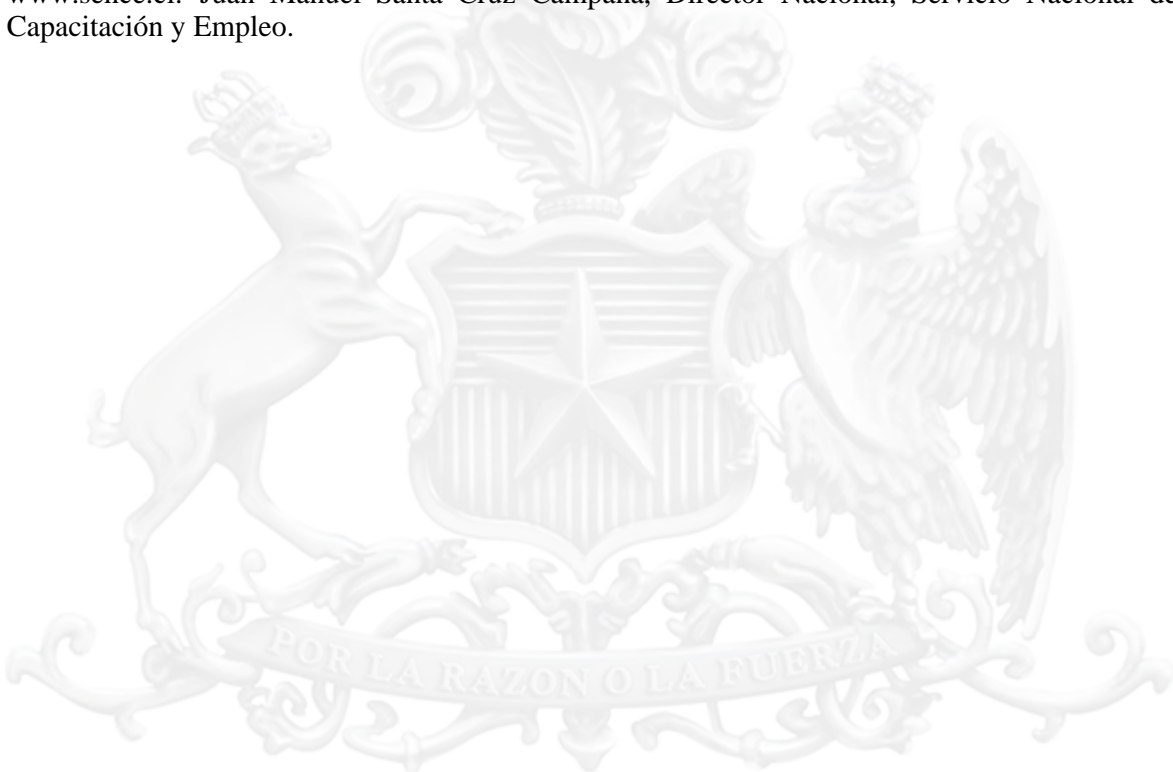 www.sence.cl. Juan Manuel Santa Cruz Campaña, Director Nacional, Servicio Nacional de
Capacitación y Empleo.
POR LA RAZON O LA FUERZA